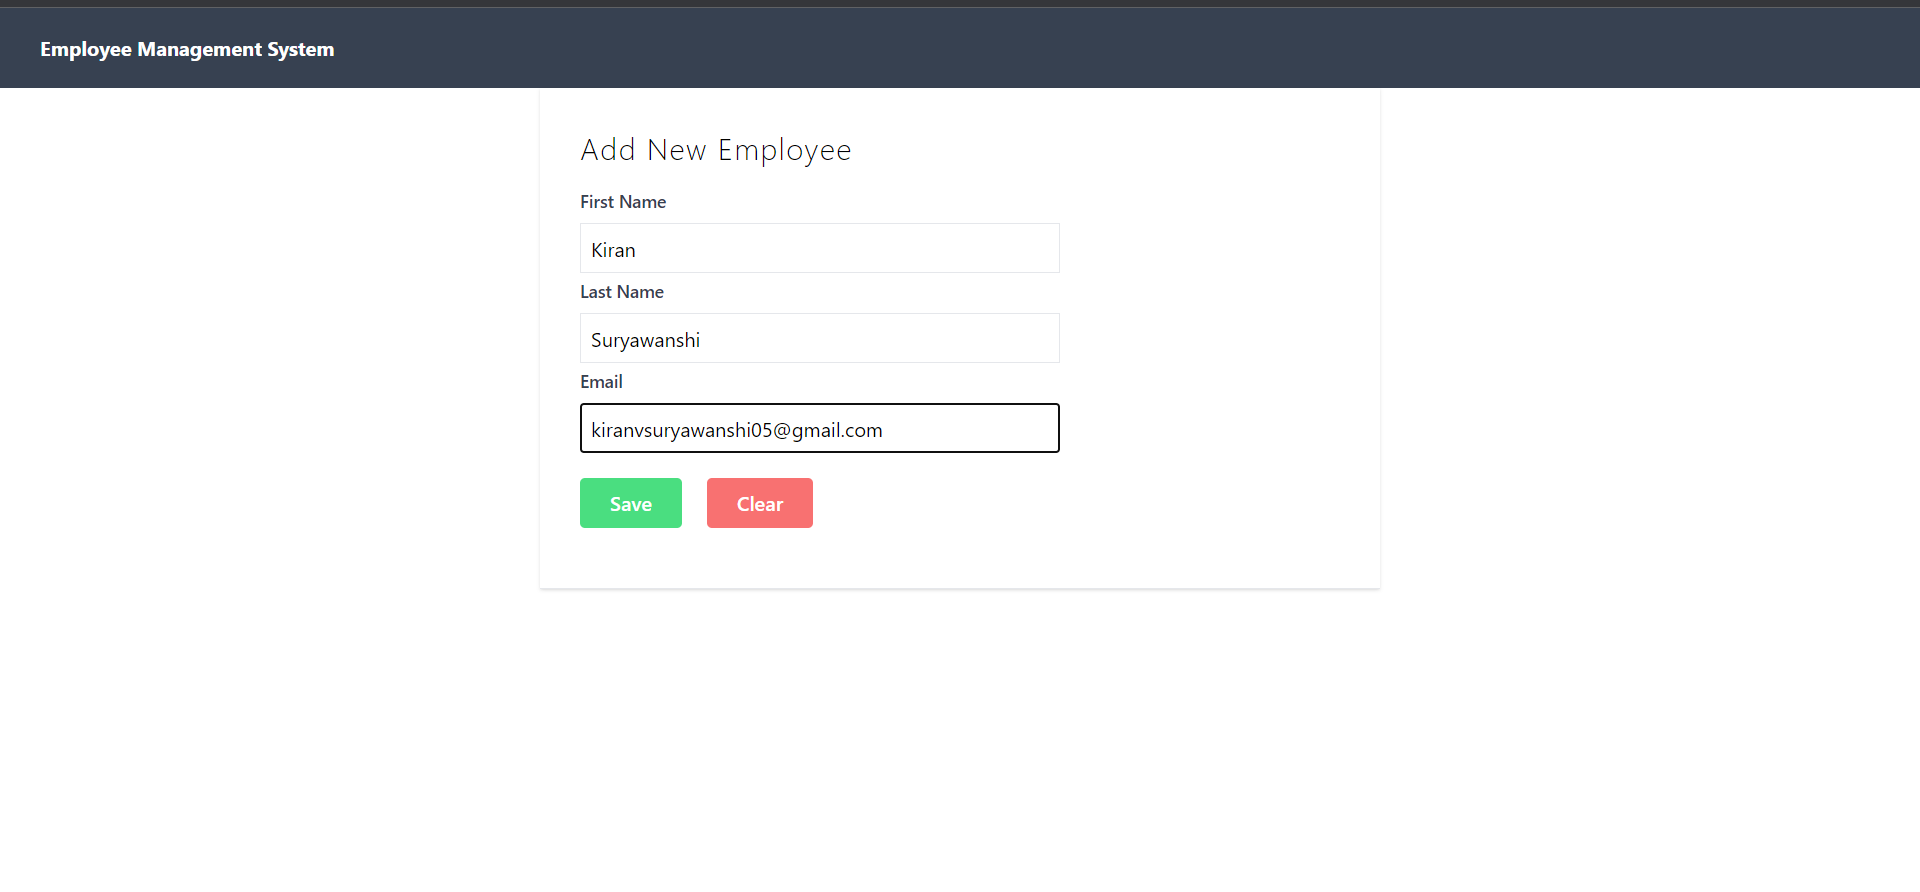 Employee Management System
Add New Employee
First Name
Kiran
Last Name
Suryawanshi
Email
kiranvsuryawanshi05@gmail.com
Save Clear